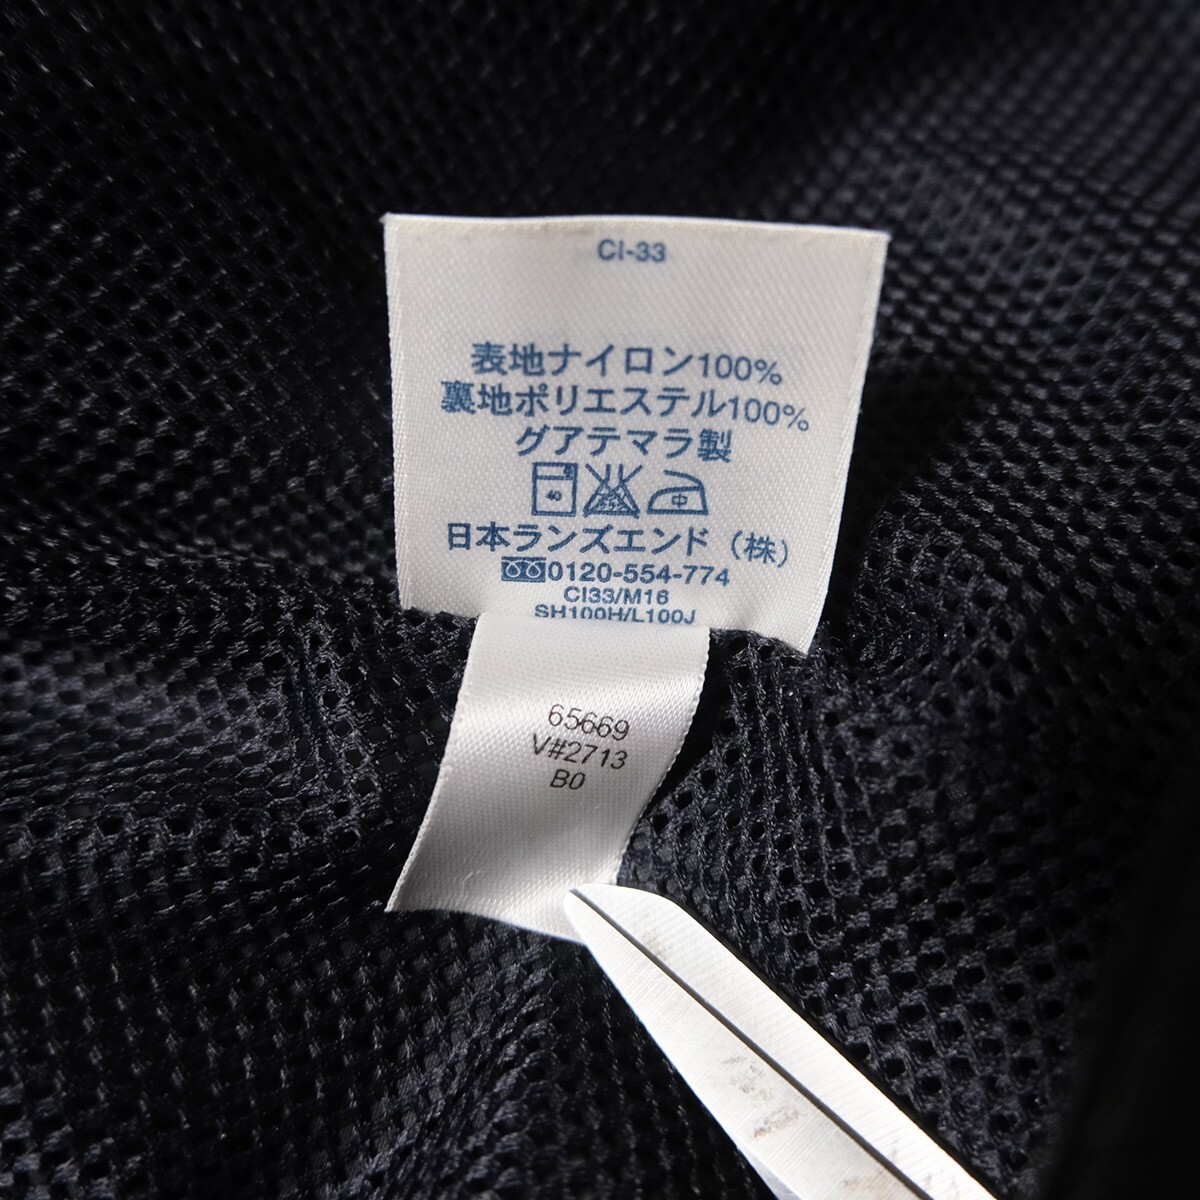 CI-33
表地ナイロン100%
裏地ポリエステル100%
グアテマラ製
40 中
日本ランズエンド（株）
0120-554-774
CI33/M16
SH100H/L100J
65669
V#2713
B0